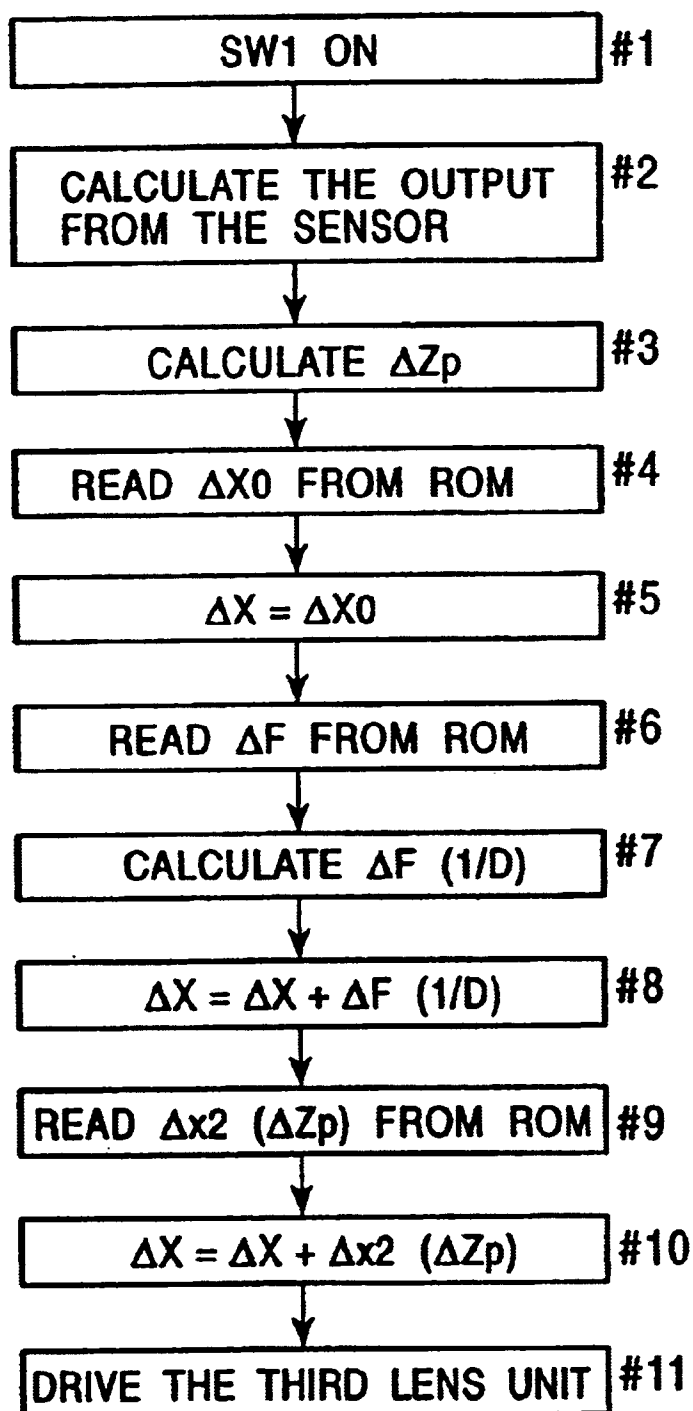 SW1 ON #1
CALCULATE THE OUTPUT #2
FROM THE SENSOR
CALCULATE ΔZp #3
READ ΔX0 FROM ROM #4
ΔX = ΔX0 #5
READ ΔF FROM ROM #6
CALCULATE ΔF (1/D) #7
ΔX = ΔX + ΔF (1/D) #8
READ Δx2 (ΔZp) FROM ROM #9
ΔX = ΔX + Δx2 (ΔZp) #10
DRIVE THE THIRD LENS UNIT #11